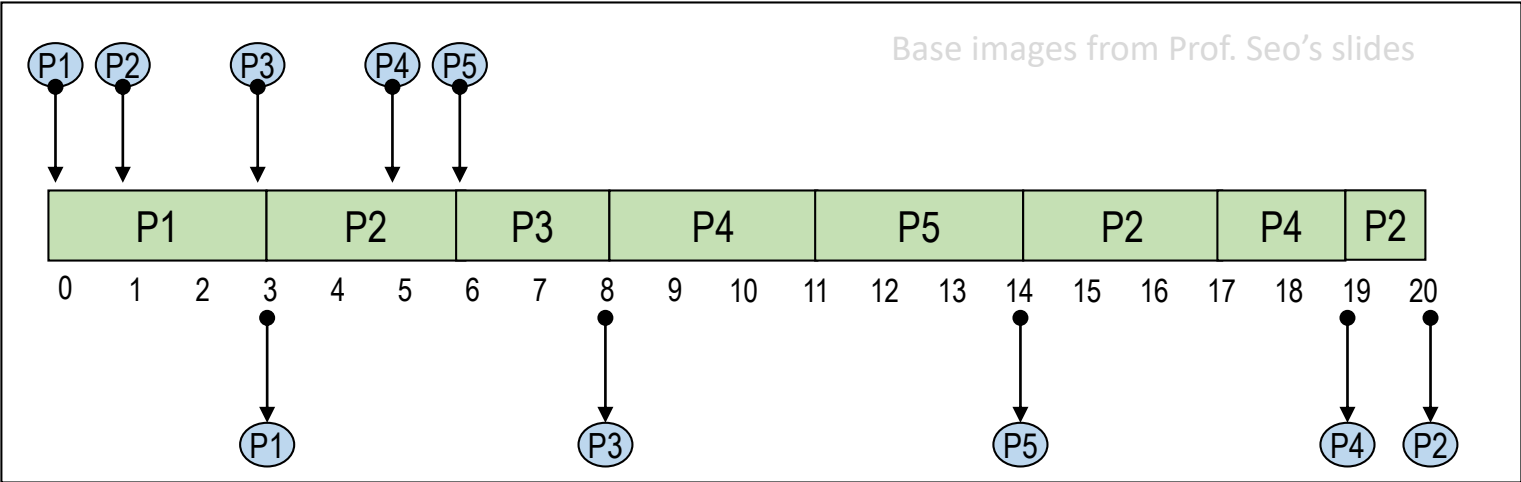 Base images from Prof. Seo's slides
P1 P2 P3 P4 P5
P1 P2 P3 P4 P5 P2 P4 P2
0 1 2 3 4 5 6 7 8 9 10 11 12 13 14 15 16 17 18 19 20
P1 P3 P5 P4 P2